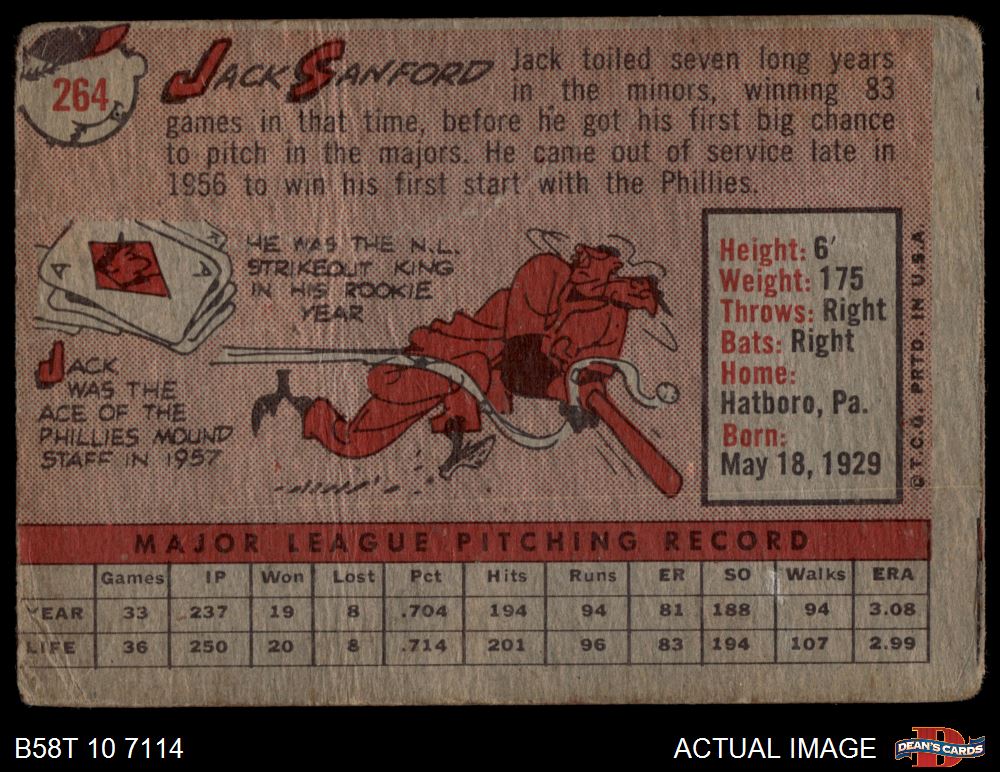 264
JACK SANFORD
Jack toiled seven long years
in the minors, winning 83
games in that time, before he got his first big chance
to pitch in the majors. He came out of service late in
1956 to win his first start with the Phillies.
A
A
HE WAS THE N.L.
STRIKEOUT KING
IN HIS ROOKIE
YEAR
JACK
WAS THE
ACE OF THE
PHILLIES MOUND
STAFF IN 1957
Height: 6'
Weight: 175
Throws: Right
Bats: Right
Home:
Hatboro, Pa.
Born:
May 18, 1929
© T.C.G. PRTD. IN U.S.A.
MAJOR LEAGUE PITCHING RECORD
Games IP Won Lost Pct Hits Runs ER SO Walks ERA
YEAR 33 237 19 8 .704 194 94 81 188 94 3.08
LIFE 36 250 20 8 .714 201 96 83 194 107 2.99
B58T 10 7114
ACTUAL IMAGE
D
DEAN'S CARDS